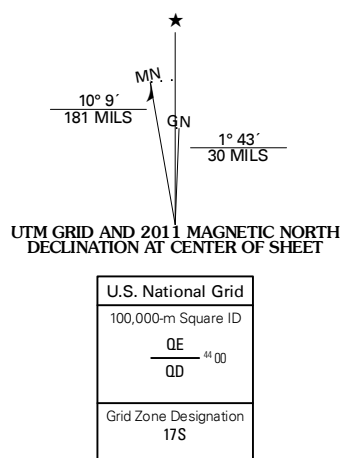 ★
MN
GN
10° 9´
181 MILS
1° 43´
30 MILS
UTM GRID AND 2011 MAGNETIC NORTH
DECLINATION AT CENTER OF SHEET
U.S. National Grid
100,000-m Square ID
QE
44 00
QD
Grid Zone Designation
17S